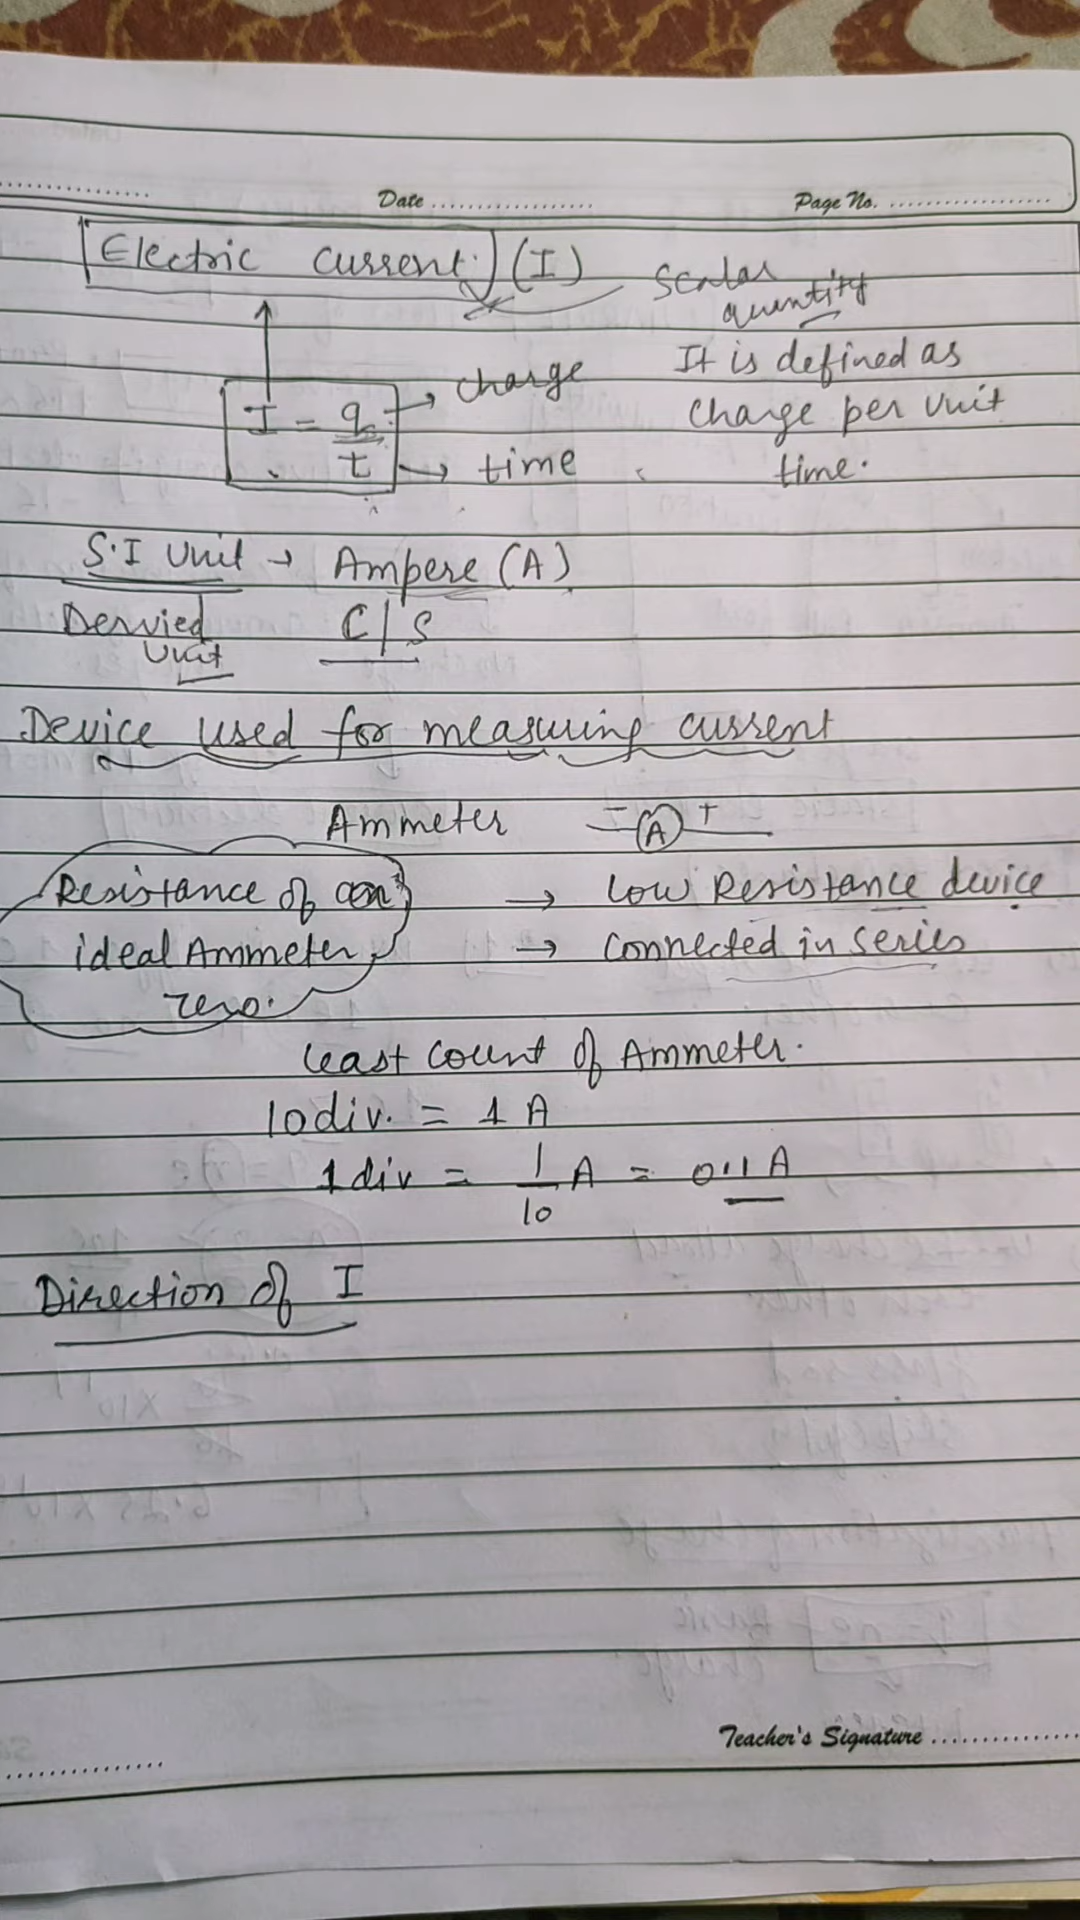 Date ..................
Page No. ..................
Electric current (I)
scalar
quantity
It is defined as
charge per unit
time.
I = q/t
→ charge
→ time
S.I Unit → Ampere (A)
Dervied
Unit
C/S
Device used for measuring current
Ammeter
- A +
Resistance of an
ideal Ammeter
zero.
→ low Resistance device
→ connected in series
least count of Ammeter.
10 div. = 1 A
1 div = 1/10 A = 0.1 A
Direction of I
Teacher's Signature ..................